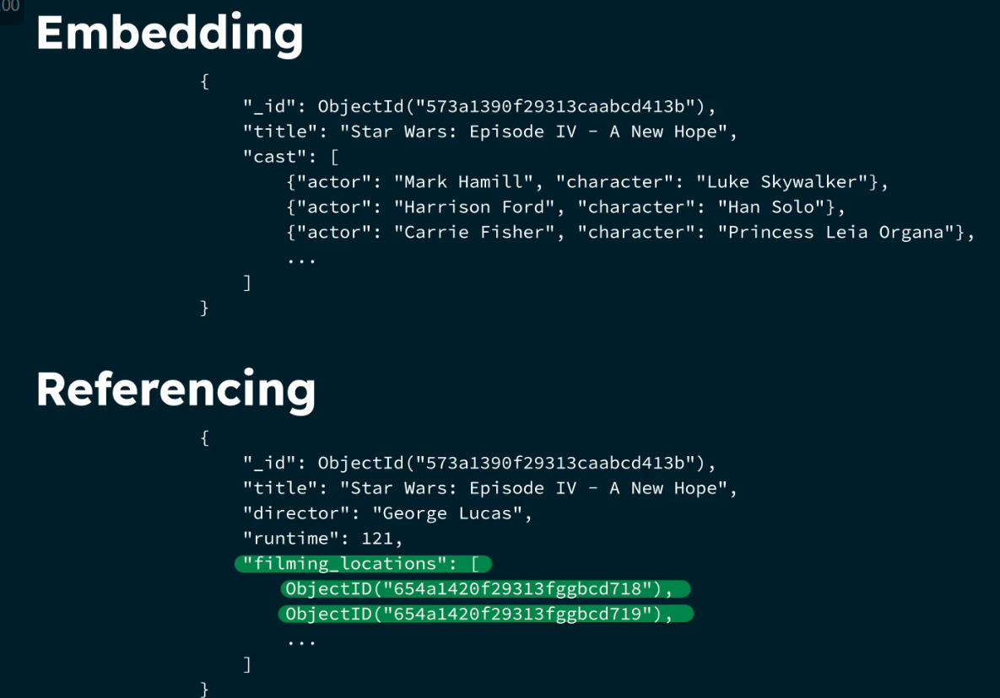 .00
Embedding
{
"_id": ObjectId("573a1390f29313caabcd413b"),
"title": "Star Wars: Episode IV – A New Hope",
"cast": [
{"actor": "Mark Hamill", "character": "Luke Skywalker"},
{"actor": "Harrison Ford", "character": "Han Solo"},
{"actor": "Carrie Fisher", "character": "Princess Leia Organa"},
...
]
}
Referencing
{
"_id": ObjectId("573a1390f29313caabcd413b"),
"title": "Star Wars: Episode IV – A New Hope",
"director": "George Lucas",
"runtime": 121,
"filming_locations": [
ObjectID("654a1420f29313fggbcd718"),
ObjectID("654a1420f29313fggbcd719"),
...
]
}